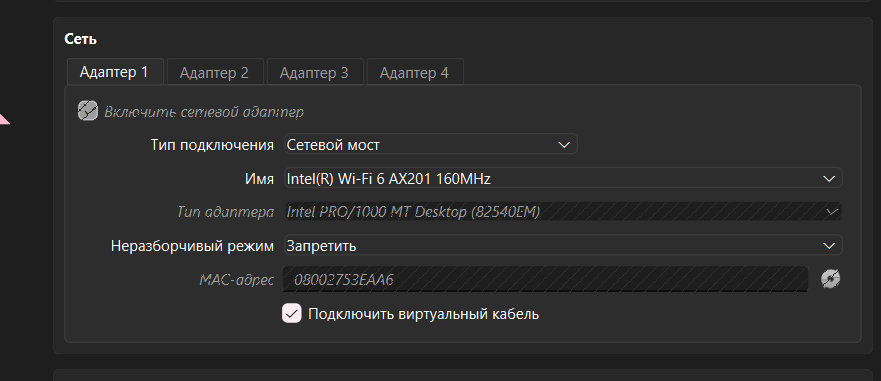 Сеть
Адаптер 1 Адаптер 2 Адаптер 3 Адаптер 4
Включить сетевой адаптер
Тип подключения Сетевой мост
Имя Intel(R) Wi-Fi 6 AX201 160MHz
Тип адаптера Intel PRO/1000 MT Desktop (82540EM)
Неразборчивый режим Запретить
MAC-адрес 08002753EAA6
Подключить виртуальный кабель